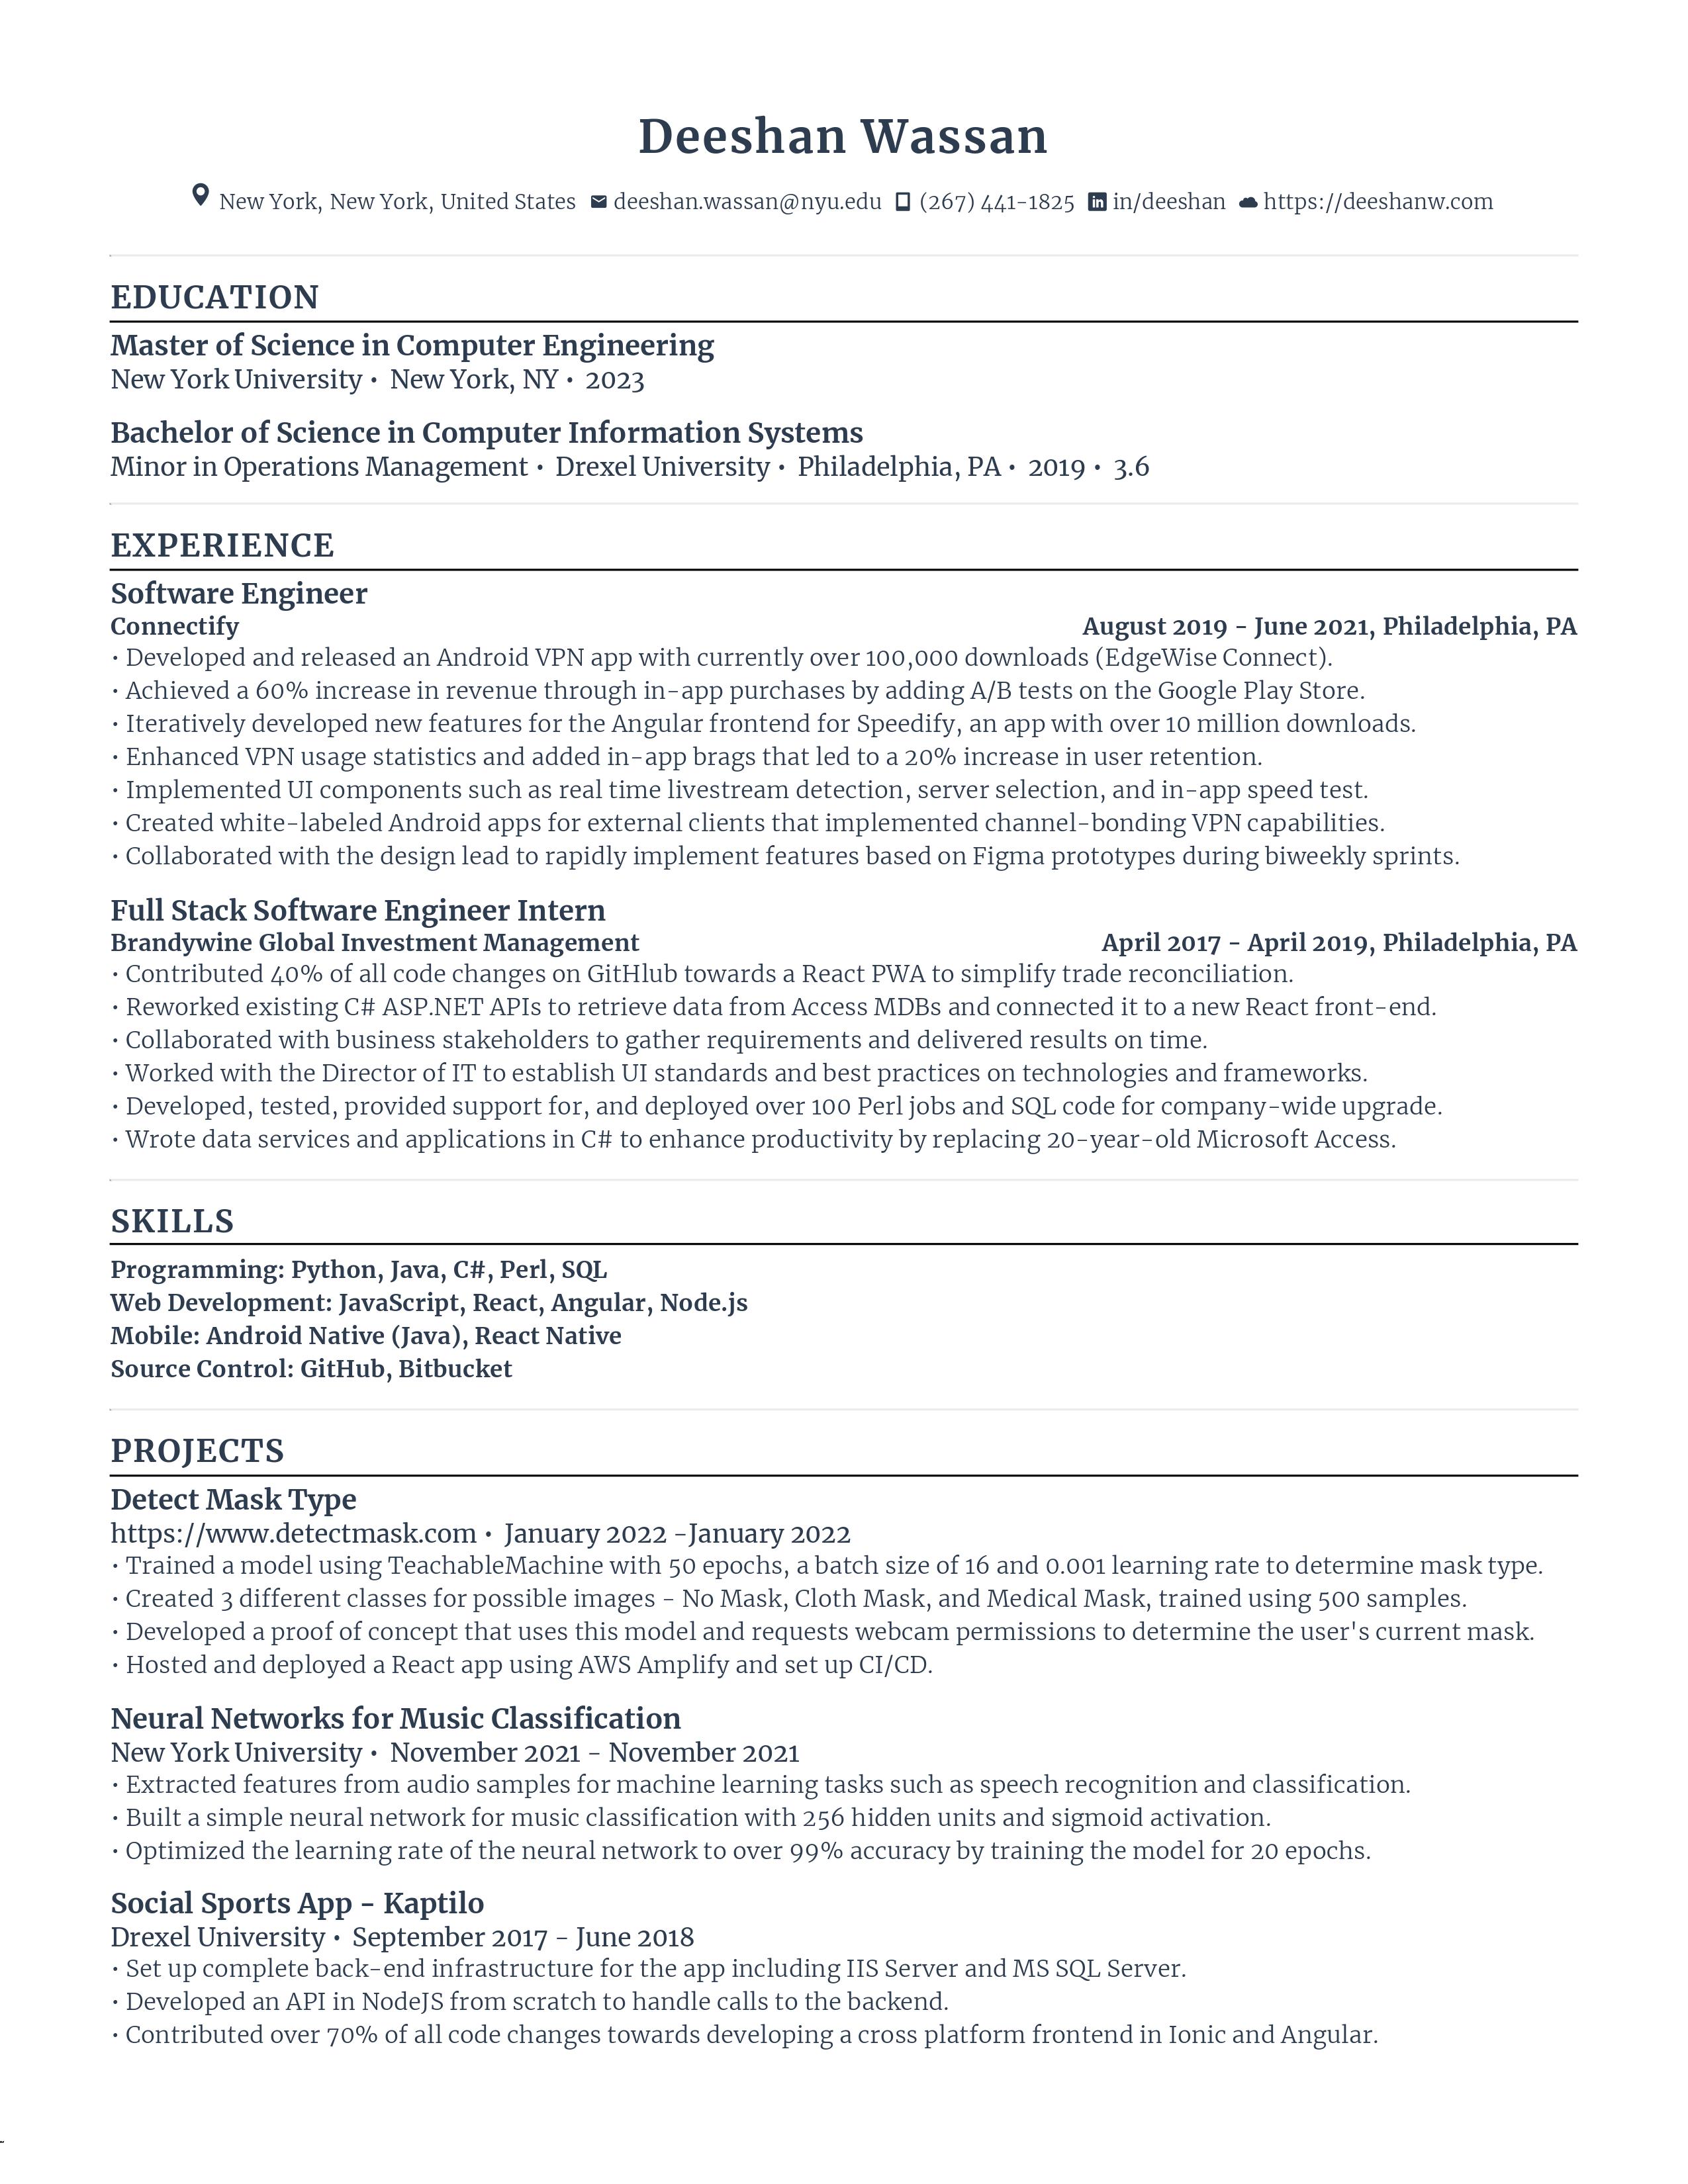 Deeshan Wassan
New York, New York, United States deeshan.wassan@nyu.edu (267) 441-1825 in/deeshan https://deeshanw.com
EDUCATION
Master of Science in Computer Engineering
New York University • New York, NY • 2023
Bachelor of Science in Computer Information Systems
Minor in Operations Management • Drexel University • Philadelphia, PA • 2019 • 3.6
EXPERIENCE
Software Engineer
Connectify August 2019 - June 2021, Philadelphia, PA
• Developed and released an Android VPN app with currently over 100,000 downloads (EdgeWise Connect).
• Achieved a 60% increase in revenue through in-app purchases by adding A/B tests on the Google Play Store.
• Iteratively developed new features for the Angular frontend for Speedify, an app with over 10 million downloads.
• Enhanced VPN usage statistics and added in-app brags that led to a 20% increase in user retention.
• Implemented UI components such as real time livestream detection, server selection, and in-app speed test.
• Created white-labeled Android apps for external clients that implemented channel-bonding VPN capabilities.
• Collaborated with the design lead to rapidly implement features based on Figma prototypes during biweekly sprints.
Full Stack Software Engineer Intern
Brandywine Global Investment Management April 2017 - April 2019, Philadelphia, PA
• Contributed 40% of all code changes on GitHlub towards a React PWA to simplify trade reconciliation.
• Reworked existing C# ASP.NET APIs to retrieve data from Access MDBs and connected it to a new React front-end.
• Collaborated with business stakeholders to gather requirements and delivered results on time.
• Worked with the Director of IT to establish UI standards and best practices on technologies and frameworks.
• Developed, tested, provided support for, and deployed over 100 Perl jobs and SQL code for company-wide upgrade.
• Wrote data services and applications in C# to enhance productivity by replacing 20-year-old Microsoft Access.
SKILLS
Programming: Python, Java, C#, Perl, SQL
Web Development: JavaScript, React, Angular, Node.js
Mobile: Android Native (Java), React Native
Source Control: GitHub, Bitbucket
PROJECTS
Detect Mask Type
https://www.detectmask.com • January 2022 -January 2022
• Trained a model using TeachableMachine with 50 epochs, a batch size of 16 and 0.001 learning rate to determine mask type.
• Created 3 different classes for possible images - No Mask, Cloth Mask, and Medical Mask, trained using 500 samples.
• Developed a proof of concept that uses this model and requests webcam permissions to determine the user's current mask.
• Hosted and deployed a React app using AWS Amplify and set up CI/CD.
Neural Networks for Music Classification
New York University • November 2021 - November 2021
• Extracted features from audio samples for machine learning tasks such as speech recognition and classification.
• Built a simple neural network for music classification with 256 hidden units and sigmoid activation.
• Optimized the learning rate of the neural network to over 99% accuracy by training the model for 20 epochs.
Social Sports App - Kaptilo
Drexel University • September 2017 - June 2018
• Set up complete back-end infrastructure for the app including IIS Server and MS SQL Server.
• Developed an API in NodeJS from scratch to handle calls to the backend.
• Contributed over 70% of all code changes towards developing a cross platform frontend in Ionic and Angular.